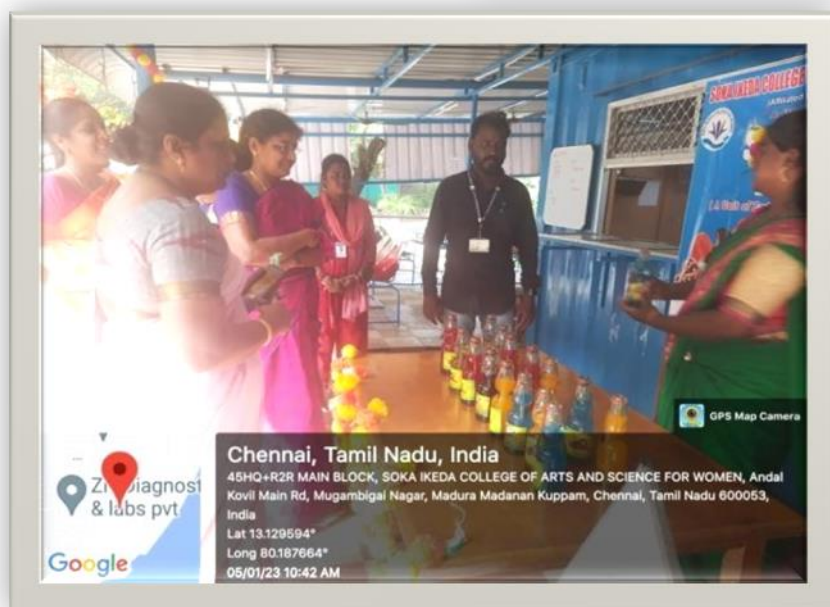 SOKA IKEDA COLLEGE
(Affiliated
GPS Map Camera
Chennai, Tamil Nadu, India
45HQ+R2R MAIN BLOCK, SOKA IKEDA COLLEGE OF ARTS AND SCIENCE FOR WOMEN, Andal
Kovil Main Rd, Mugambigai Nagar, Madura Madanan Kuppam, Chennai, Tamil Nadu 600053,
India
Lat 13.129594°
Long 80.187664°
05/01/23 10:42 AM
& labs pvt
Google